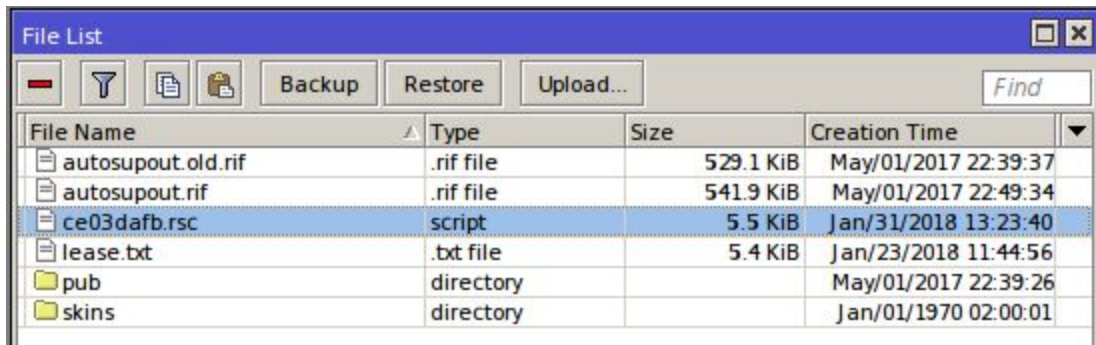 File List
Backup Restore Upload... Find
File Name Type Size Creation Time
autosupout.old.rif .rif file 529.1 KiB May/01/2017 22:39:37
autosupout.rif .rif file 541.9 KiB May/01/2017 22:49:34
ce03dafb.rsc script 5.5 KiB Jan/31/2018 13:23:40
lease.txt .txt file 5.4 KiB Jan/23/2018 11:44:56
pub directory May/01/2017 22:39:26
skins directory Jan/01/1970 02:00:01